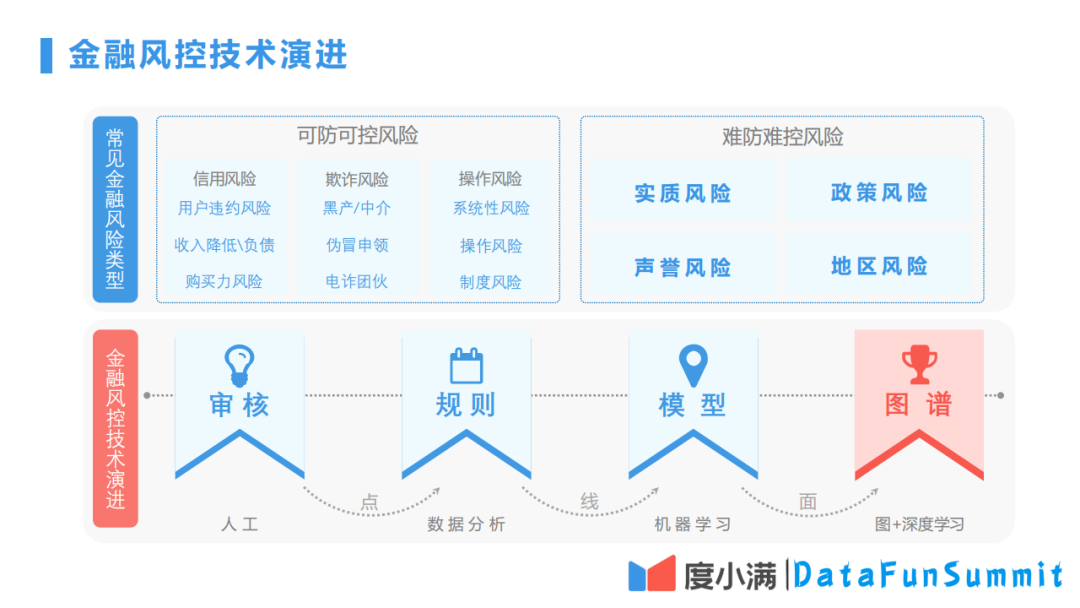 金融风控技术演进
常见金融风险类型
可防可控风险
信用风险
用户违约风险
收入降低\负债
购买力风险
欺诈风险
黑产/中介
伪冒申领
电诈团伙
操作风险
系统性风险
操作风险
制度风险
难防难控风险
实质风险
政策风险
声誉风险
地区风险
金融风控技术演进
审核
规则
模型
图谱
点
线
面
人工
数据分析
机器学习
图+深度学习
度小满|DataFunSummit